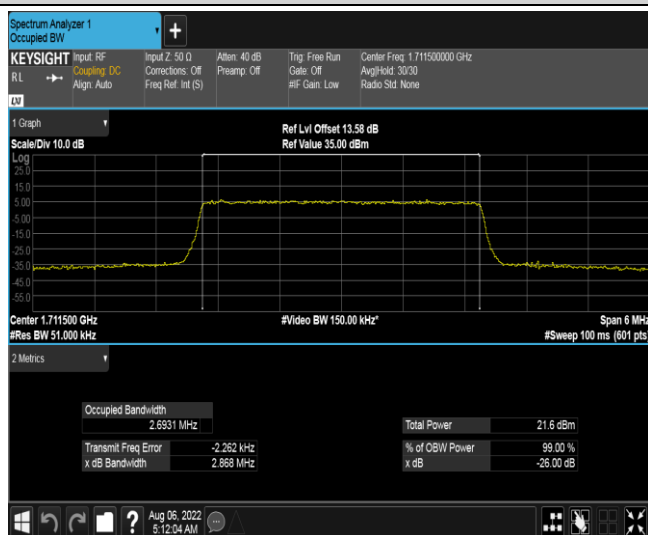 Spectrum Analyzer 1
Occupied BW
+
KEYSIGHT
RL
LXI
Input: RF
Coupling: DC
Align: Auto
Input Z: 50 Ω
Corrections: Off
Freq Ref: Int (S)
Atten: 40 dB
Preamp: Off
Trig: Free Run
Gate: Off
#IF Gain: Low
Center Freq: 1.711500000 GHz
Avg|Hold: 30/30
Radio Std: None
1 Graph
Scale/Div 10.0 dB
Ref Lvl Offset 13.58 dB
Ref Value 35.00 dBm
Log
25.0
15.0
5.00
-5.00
-15.0
-25.0
-35.0
-45.0
-55.0
Center 1.711500 GHz
#Res BW 51.000 kHz
#Video BW 150.00 kHz*
Span 6 MHz
#Sweep 100 ms (601 pts)
2 Metrics
Occupied Bandwidth
2.6931 MHz
Transmit Freq Error -2.262 kHz
x dB Bandwidth 2.868 MHz
Total Power 21.6 dBm
% of OBW Power 99.00 %
x dB -26.00 dB
?
Aug 06, 2022
5:12:04 AM